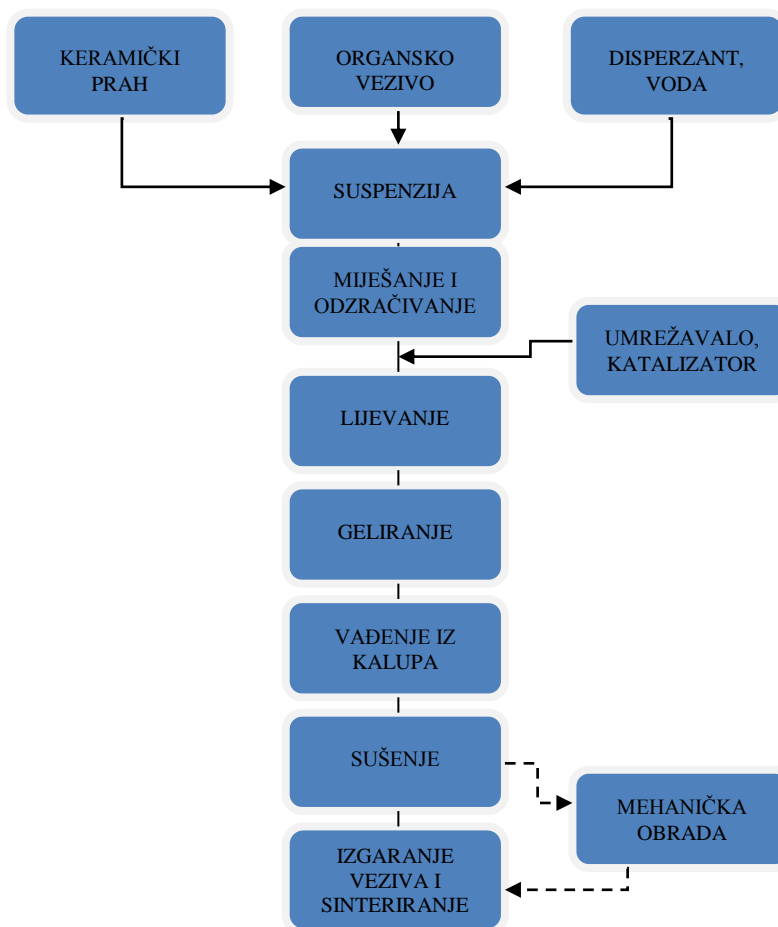 KERAMIČKI
PRAH
ORGANSKO
VEZIVO
DISPERZANT,
VODA
SUSPENZIJA
MIJEŠANJE I
ODZRAČIVANJE
UMREŽAVALO,
KATALIZATOR
LIJEVANJE
GELIRANJE
VAĐENJE IZ
KALUPA
SUŠENJE
MEHANIČKA
OBRADA
IZGARANJE
VEZIVA I
SINTERIRANJE